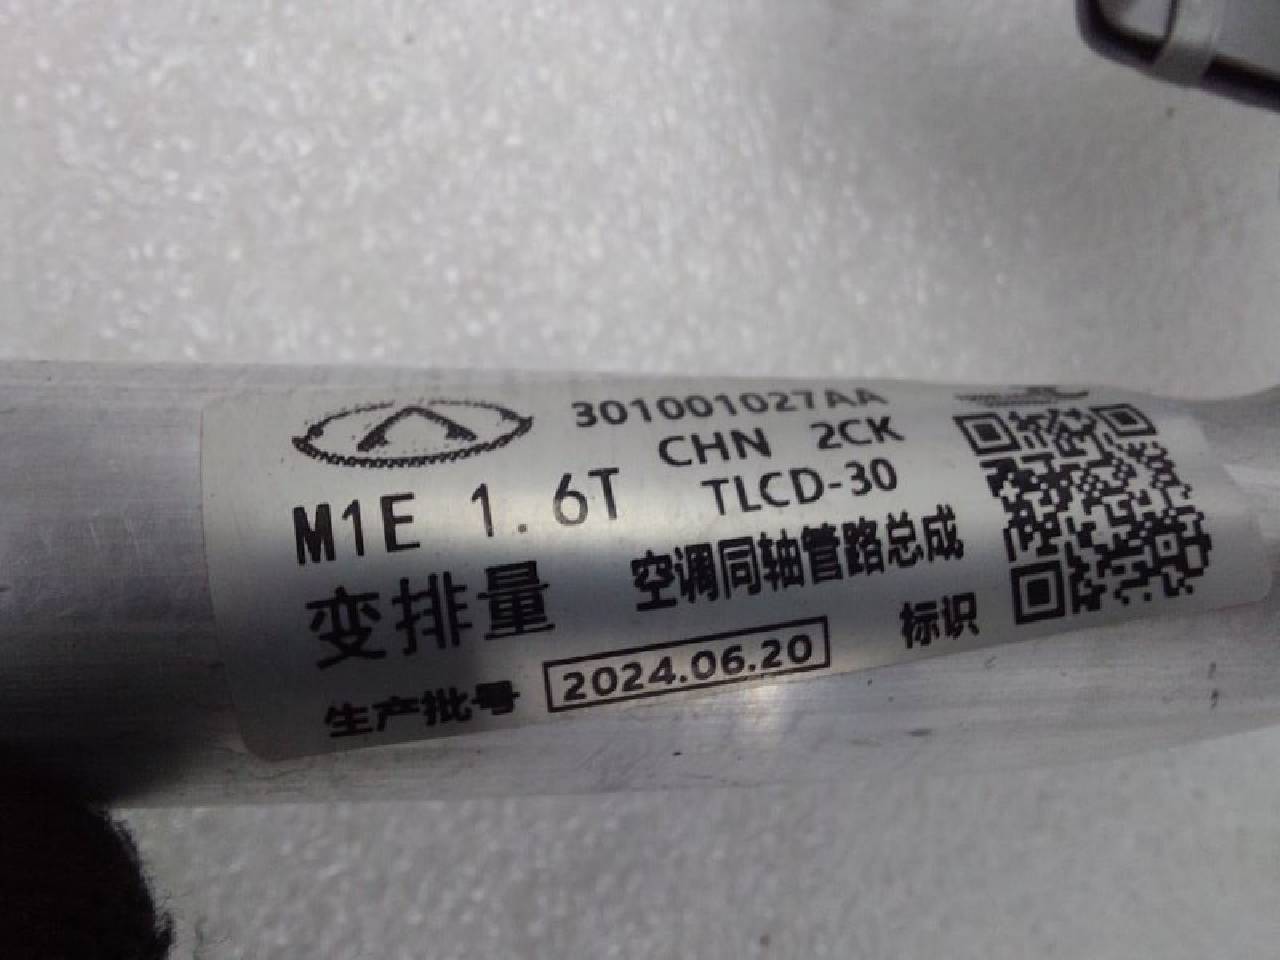 301001027AA
CHN 2CK
M1E 1.6T TLCD-30
变排量 空调同轴管路总成
生产批号 2024.06.20 标识